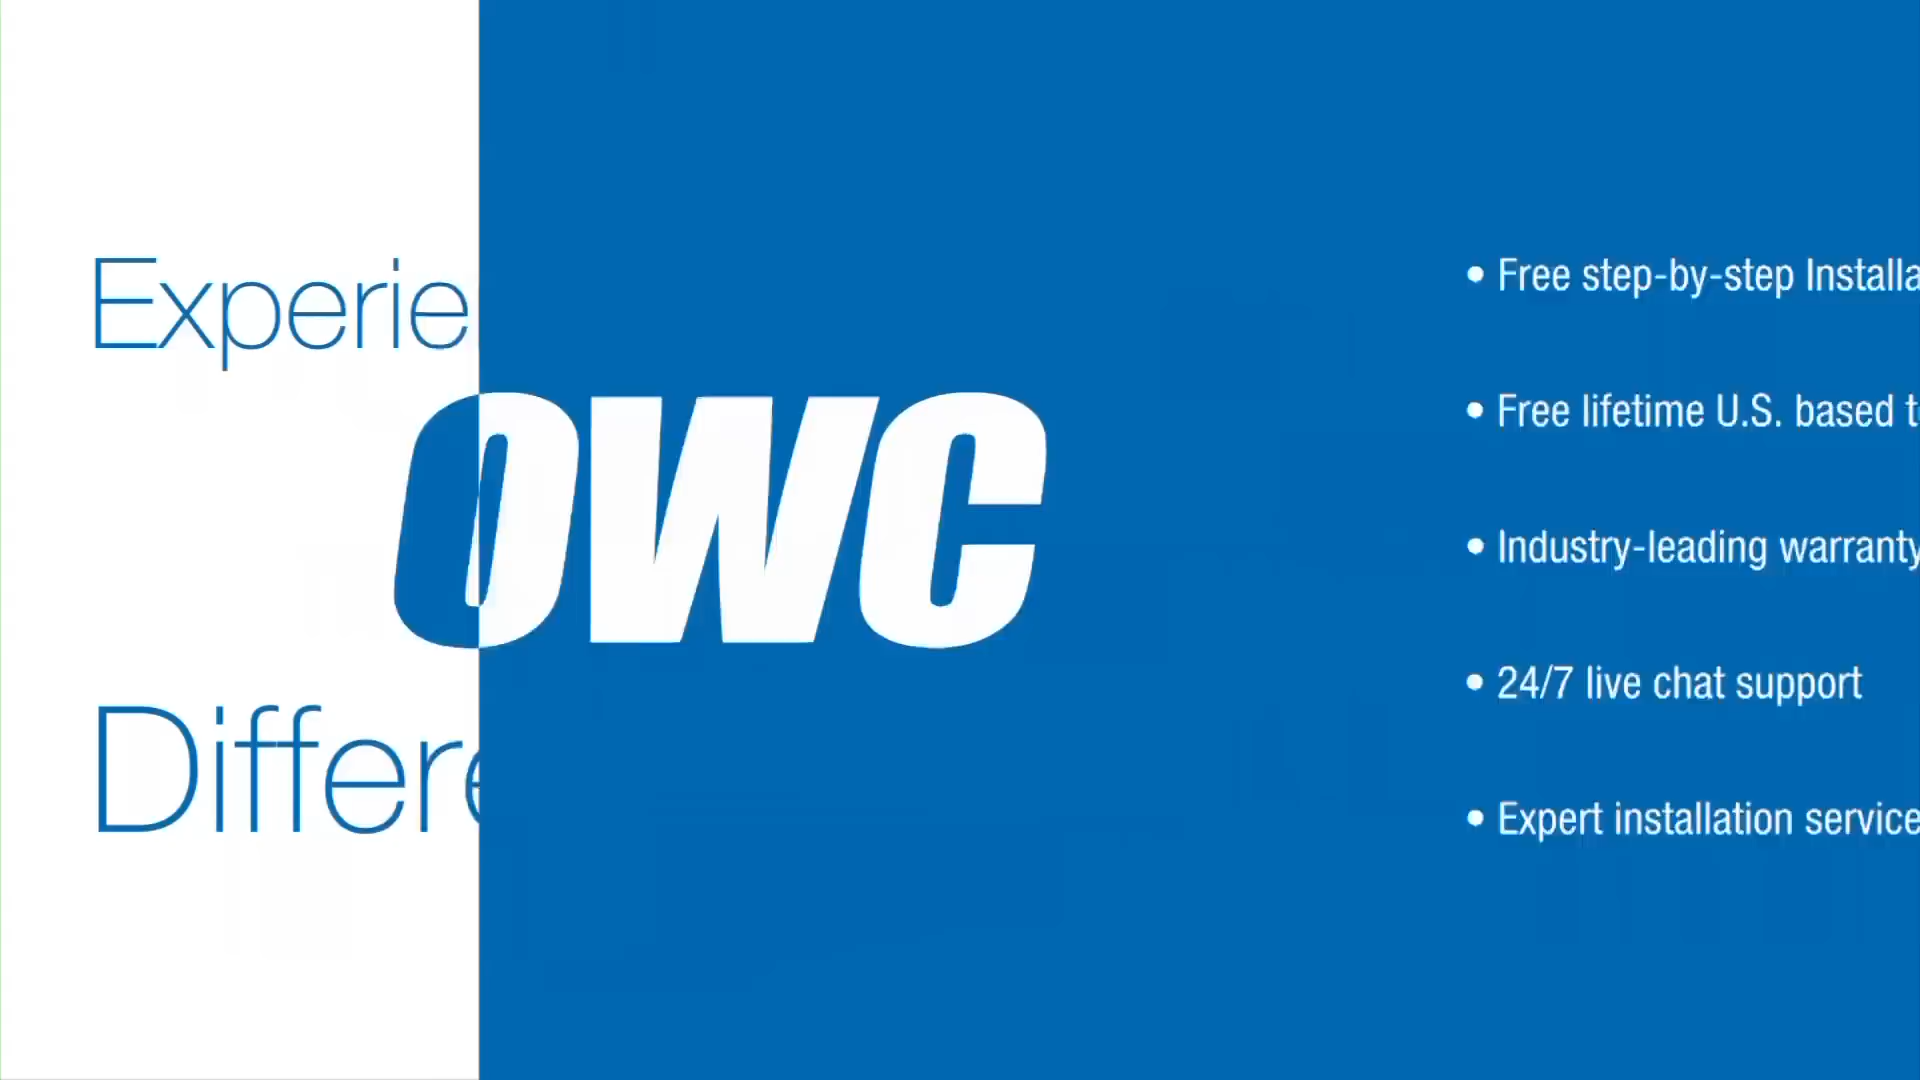 Experie
OWC
Differe
• Free step-by-step Installa
• Free lifetime U.S. based t
• Industry-leading warranty
• 24/7 live chat support
• Expert installation service